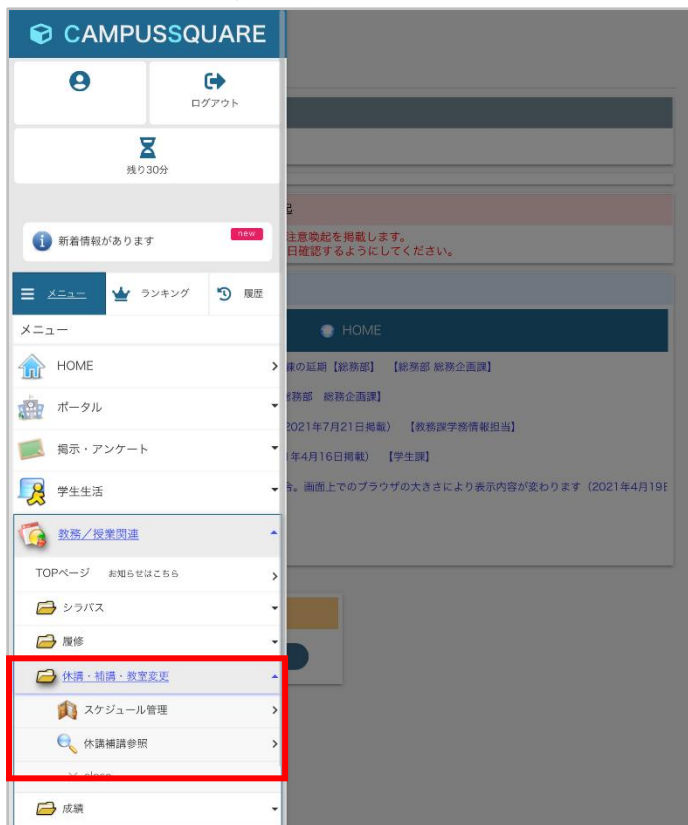 CAMPUSSQUARE
ログアウト
残り30分
新着情報があります
new
メニュー
ランキング
履歴
メニュー
HOME
ポータル
掲示・アンケート
学生生活
教務／授業関連
TOPページ お知らせはこちら
シラバス
履修
休講・補講・教室変更
スケジュール管理
休講補講参照
成績
注意喚起を掲載します。
日確認するようにしてください。
HOME
の延期【総務部】 【総務部 総務企画課】
総務部 総務企画課】
2021年7月21日掲載） 【教務課学務情報担当】
年4月16日掲載） 【学生課】
合。画面上でのブラウザの大きさにより表示内容が変わります（2021年4月19日